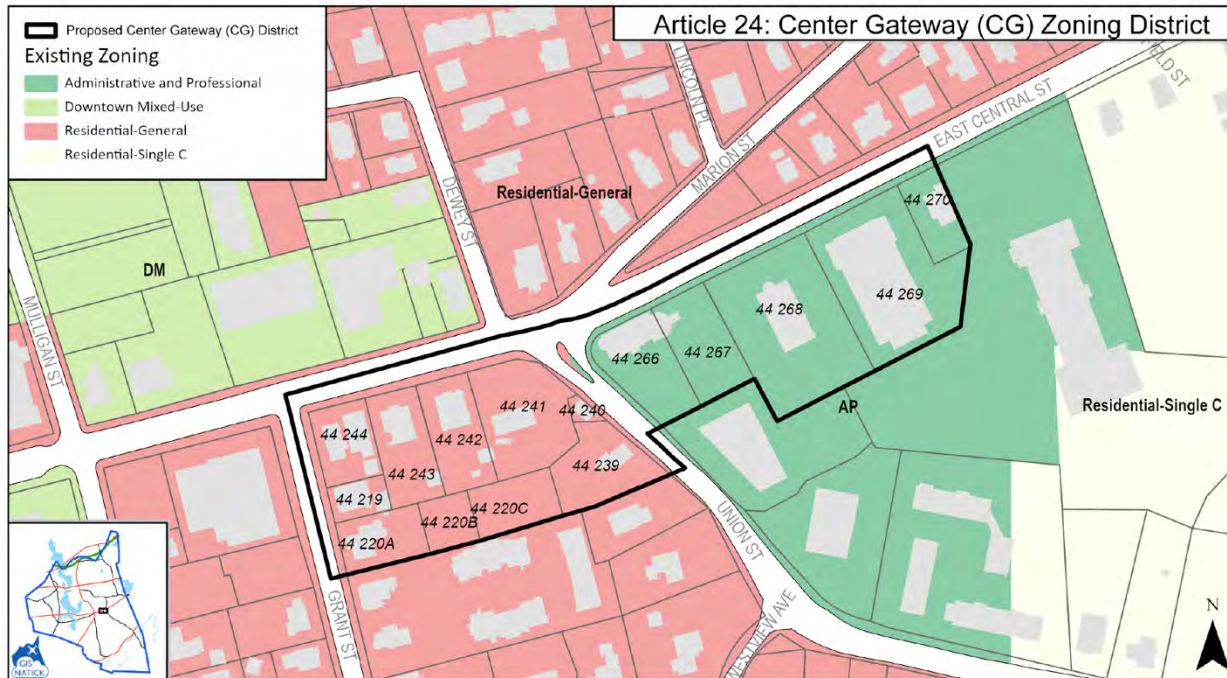 Article 24: Center Gateway (CG) Zoning District
Proposed Center Gateway (CG) District
Existing Zoning
Administrative and Professional
Downtown Mixed-Use
Residential-General
Residential-Single C
LINCOLN PL
MARION ST
EAST CENTRAL ST
DEWEY ST
Residential-General
DM
MULLIGAN ST
44 270
44 269
44 268
44 267
44 266
44 241
44 240
44 244
44 242
44 243
44 239
44 219
44 220C
44 220B
44 220A
AP
Residential-Single C
UNION ST
GRANT ST
WESTVIEW AVE
GIS
NATICK
N